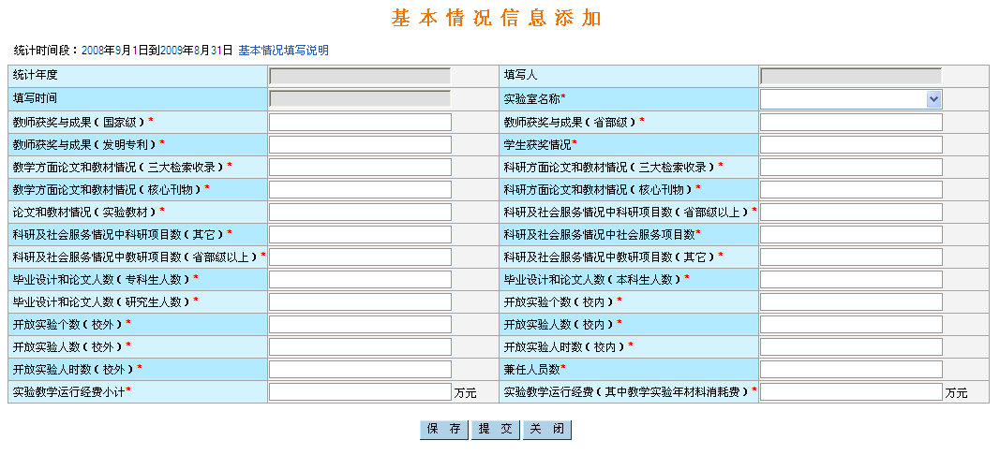 基 本 情 况 信 息 添 加
统计时间段：2008年9月1日到2009年8月31日 基本情况填写说明
统计年度 填写人
填写时间 实验室名称*
教师获奖与成果（国家级）* 教师获奖与成果（省部级）*
教师获奖与成果（发明专利）* 学生获奖情况*
教学方面论文和教材情况（三大检索收录）* 科研方面论文和教材情况（三大检索收录）*
教学方面论文和教材情况（核心刊物）* 科研方面论文和教材情况（核心刊物）*
论文和教材情况（实验教材）* 科研及社会服务情况中科研项目数（省部级以上）*
科研及社会服务情况中科研项目数（其它）* 科研及社会服务情况中社会服务项目数*
科研及社会服务情况中教研项目数（省部级以上）* 科研及社会服务情况中教研项目数（其它）*
毕业设计和论文人数（专科生人数）* 毕业设计和论文人数（本科生人数）*
毕业设计和论文人数（研究生人数）* 开放实验个数（校内）*
开放实验个数（校外）* 开放实验人数（校内）*
开放实验人数（校外）* 开放实验人时数（校内）*
开放实验人时数（校外）* 兼任人员数*
实验教学运行经费小计* 万元 实验教学运行经费（其中教学实验年材料消耗费）* 万元
保 存 提 交 关 闭